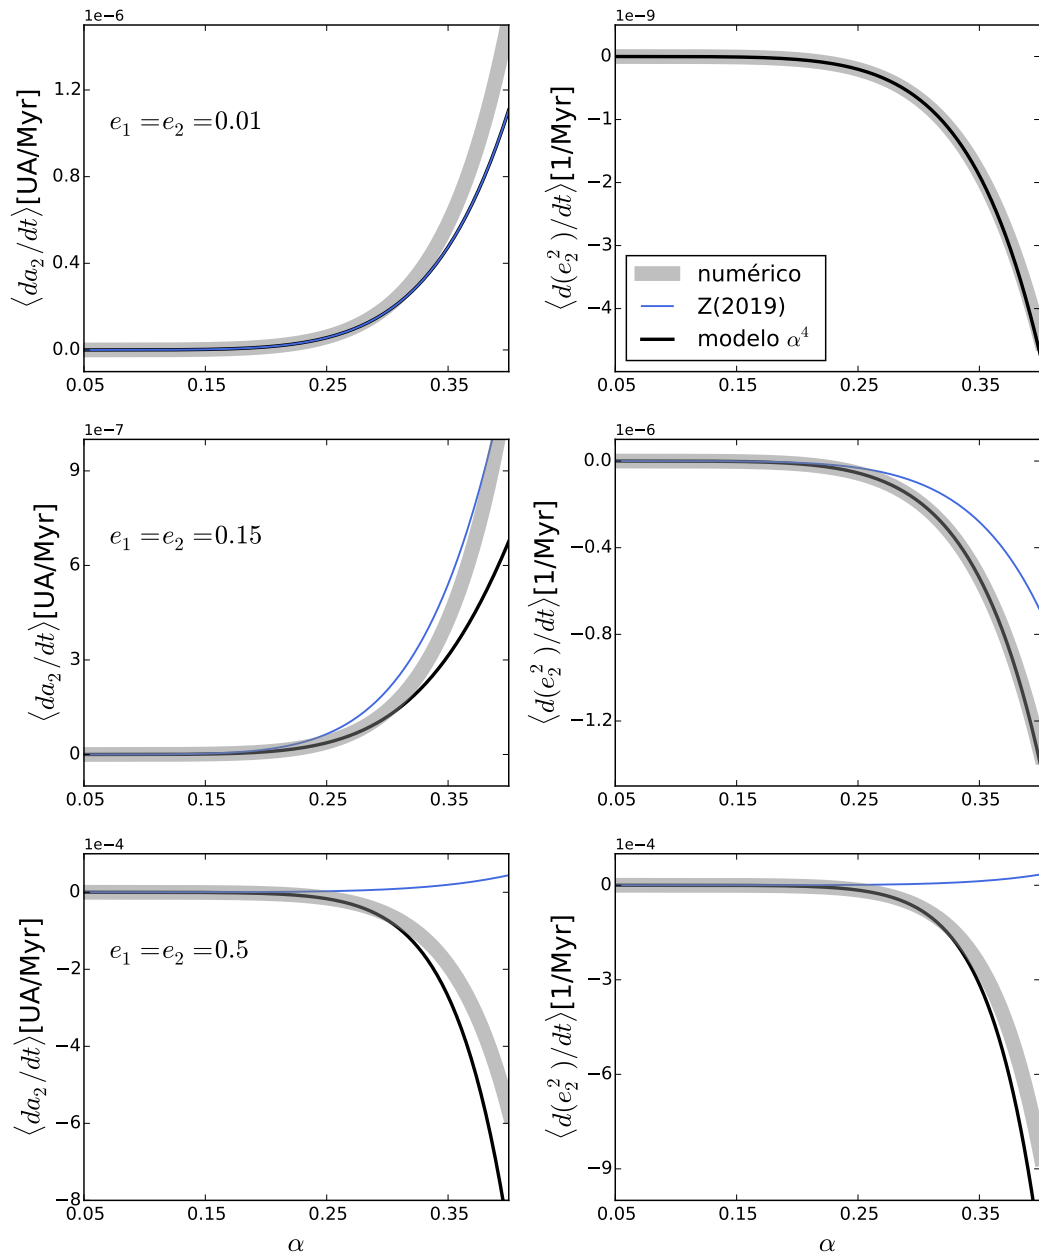 1e-6
1.2
0.8
0.4
0.0
0.05 0.15 0.25 0.35
⟨da₂/dt⟩[UA/Myr]
e₁ = e₂ = 0.01
1e-9
0
−1
−2
−3
−4
0.05 0.15 0.25 0.35
⟨d(e₂²)/dt⟩[1/Myr]
numérico
Z(2019)
modelo α⁴
1e-7
9
6
3
0
0.05 0.15 0.25 0.35
⟨da₂/dt⟩[UA/Myr]
e₁ = e₂ = 0.15
1e-6
0.0
−0.4
−0.8
−1.2
0.05 0.15 0.25 0.35
⟨d(e₂²)/dt⟩[1/Myr]
1e-4
0
−2
−4
−6
−8
0.05 0.15 0.25 0.35
⟨da₂/dt⟩[UA/Myr]
e₁ = e₂ = 0.5
α
1e-4
0
−3
−6
−9
0.05 0.15 0.25 0.35
⟨d(e₂²)/dt⟩[1/Myr]
α